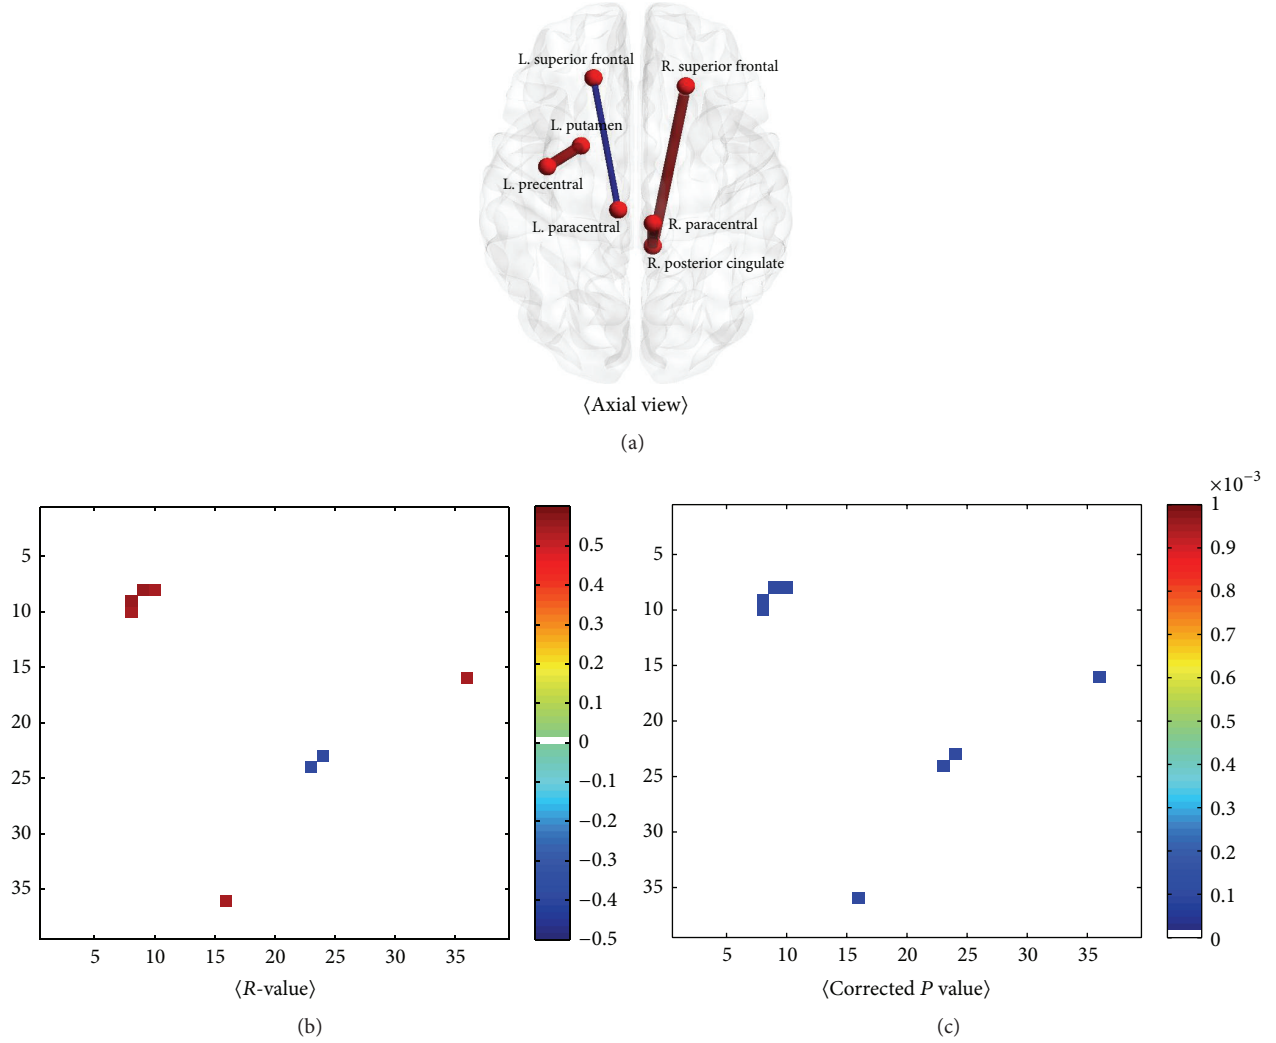 L. superior frontal
R. superior frontal
L. putamen
L. precentral
L. paracentral
R. paracentral
R. posterior cingulate
⟨Axial view⟩
(a)
5
10
15
20
25
30
35
5 10 15 20 25 30 35
0.5
0.4
0.3
0.2
0.1
0
−0.1
−0.2
−0.3
−0.4
−0.5
⟨R-value⟩
(b)
5
10
15
20
25
30
35
5 10 15 20 25 30 35
×10−3
1
0.9
0.8
0.7
0.6
0.5
0.4
0.3
0.2
0.1
0
⟨Corrected P value⟩
(c)